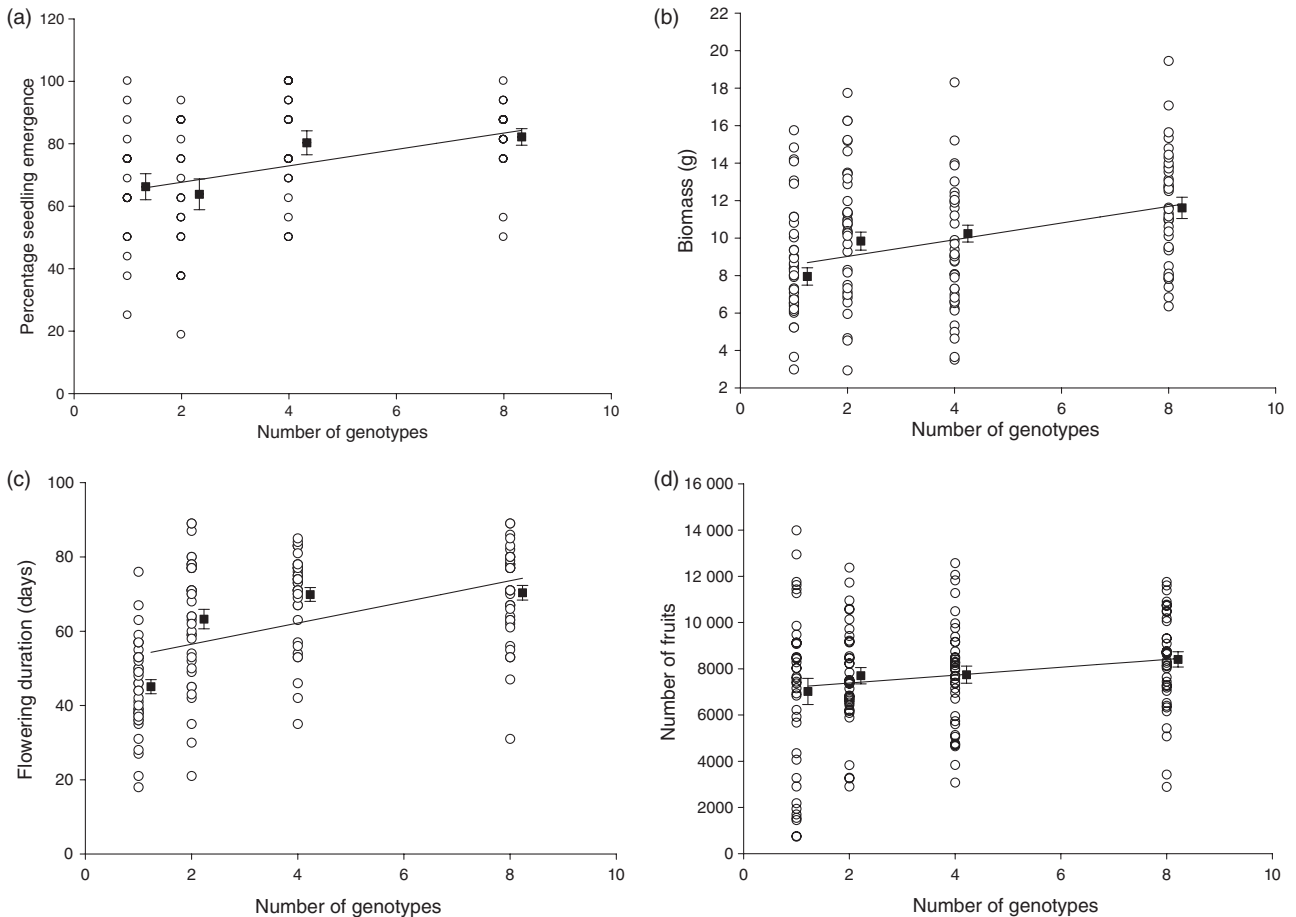 (a)
120
100
80
60
40
20
0
Percentage seedling emergence
0 2 4 6 8 10
Number of genotypes
(b)
22
20
18
16
14
12
10
8
6
4
2
Biomass (g)
0 2 4 6 8 10
Number of genotypes
(c)
100
80
60
40
20
0
Flowering duration (days)
0 2 4 6 8 10
Number of genotypes
(d)
16 000
14 000
12 000
10 000
8000
6000
4000
2000
0
Number of fruits
0 2 4 6 8 10
Number of genotypes